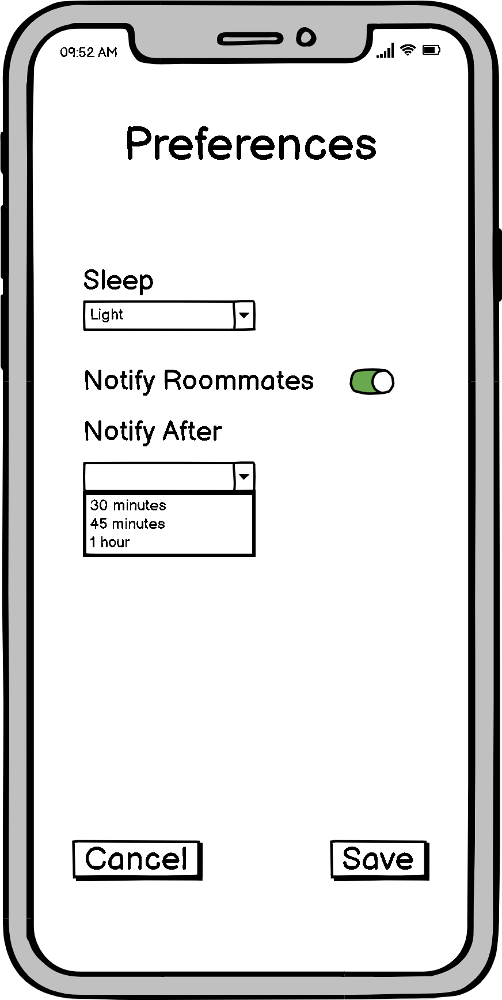 09:52 AM
Preferences
Sleep
Light
Notify Roommates
Notify After
30 minutes
45 minutes
1 hour
Cancel
Save